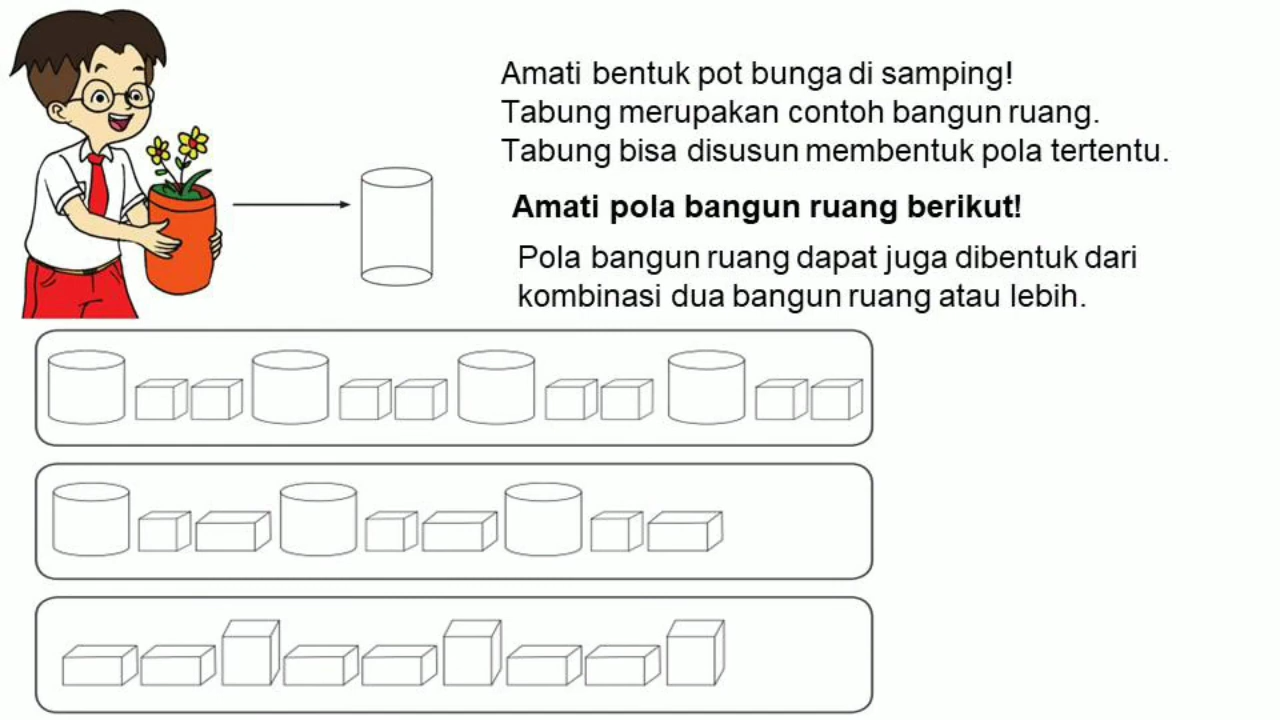 Amati bentuk pot bunga di samping!
Tabung merupakan contoh bangun ruang.
Tabung bisa disusun membentuk pola tertentu.
Amati pola bangun ruang berikut!
Pola bangun ruang dapat juga dibentuk dari
kombinasi dua bangun ruang atau lebih.